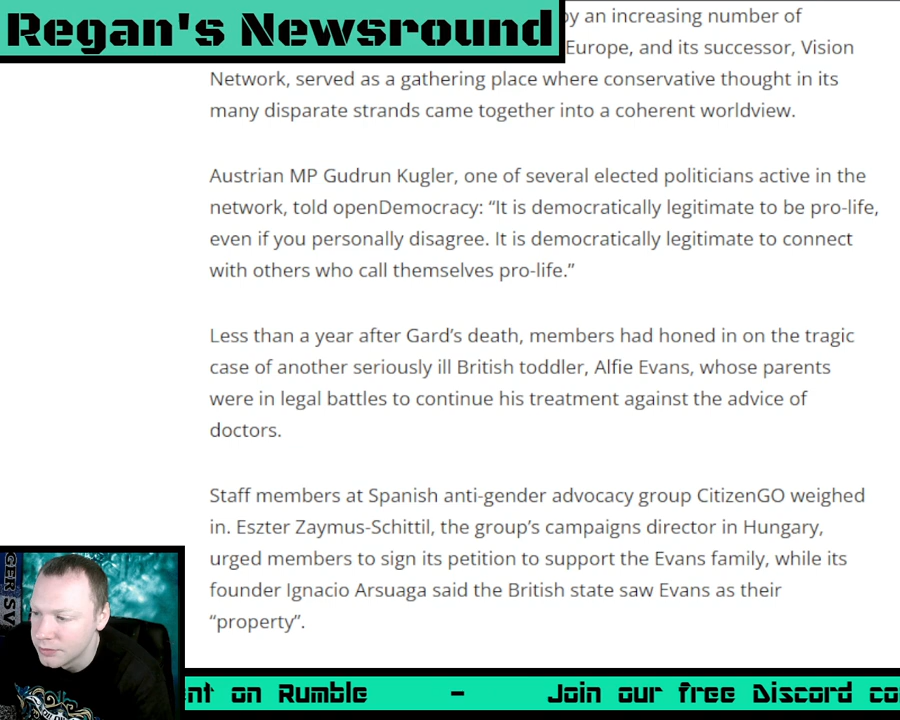 Regan's Newsround
by an increasing number of
Europe, and its successor, Vision
Network, served as a gathering place where conservative thought in its
many disparate strands came together into a coherent worldview.
Austrian MP Gudrun Kugler, one of several elected politicians active in the
network, told openDemocracy: “It is democratically legitimate to be pro-life,
even if you personally disagree. It is democratically legitimate to connect
with others who call themselves pro-life.”
Less than a year after Gard’s death, members had honed in on the tragic
case of another seriously ill British toddler, Alfie Evans, whose parents
were in legal battles to continue his treatment against the advice of
doctors.
Staff members at Spanish anti-gender advocacy group CitizenGO weighed
in. Eszter Zaymus-Schittil, the group’s campaigns director in Hungary,
urged members to sign its petition to support the Evans family, while its
founder Ignacio Arsuaga said the British state saw Evans as their
“property”.
nt on Rumble - Join our free Discord co